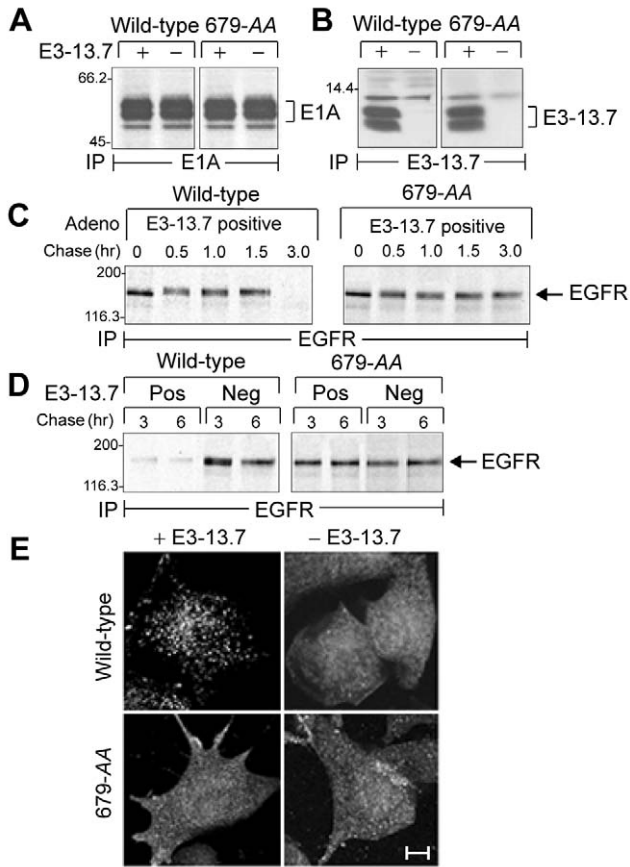 A
Wild-type 679-AA
E3-13.7 + − + −
66.2-
E1A
45-
IP E1A
B
Wild-type 679-AA
+ − + −
14.4-
E3-13.7
IP E3-13.7
C
Wild-type 679-AA
Adeno E3-13.7 positive E3-13.7 positive
Chase (hr) 0 0.5 1.0 1.5 3.0 0 0.5 1.0 1.5 3.0
200
EGFR
116.3-
IP EGFR
D
Wild-type 679-AA
E3-13.7 Pos Neg Pos Neg
Chase (hr) 3 6 3 6 3 6 3 6
200
EGFR
116.3-
IP EGFR
E
+ E3-13.7 − E3-13.7
Wild-type
679-AA